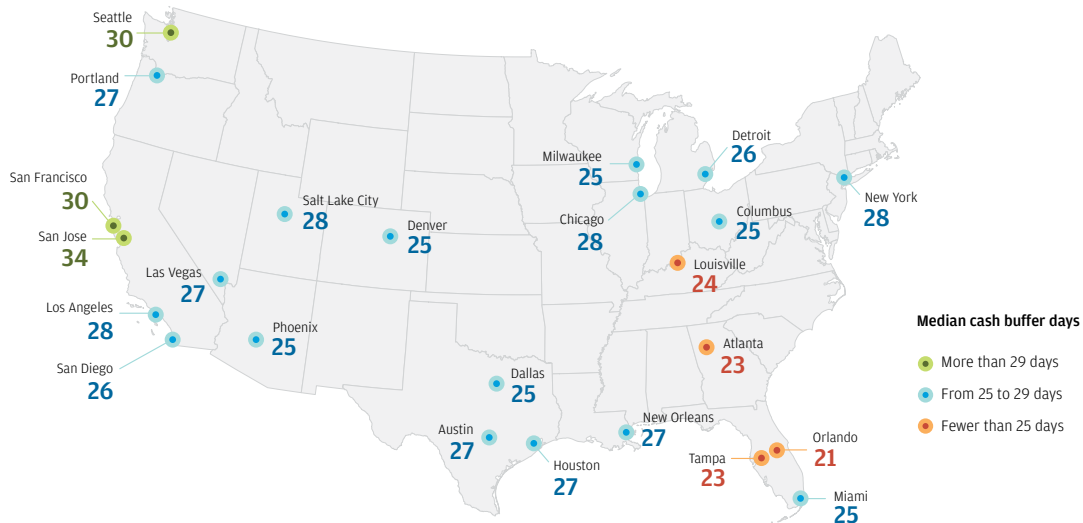 Seattle
30
Portland
27
San Francisco
30
San Jose
34
Las Vegas
27
Los Angeles
28
San Diego
26
Salt Lake City
28
Denver
25
Phoenix
25
Dallas
25
Austin
27
Houston
27
New Orleans
27
Milwaukee
25
Chicago
28
Detroit
26
Columbus
25
Louisville
24
New York
28
Atlanta
23
Orlando
21
Tampa
23
Miami
25
Median cash buffer days
More than 29 days
From 25 to 29 days
Fewer than 25 days